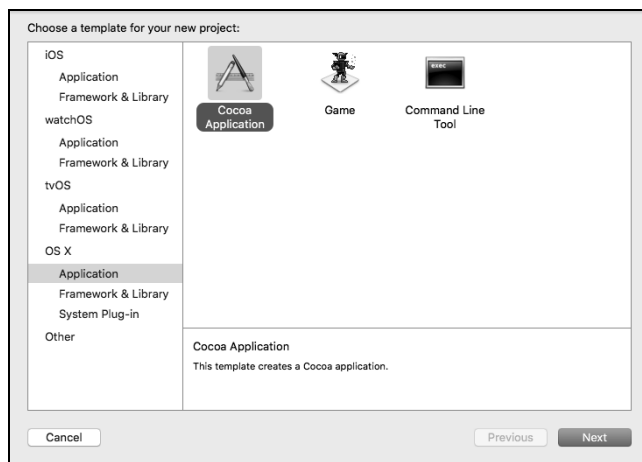 Choose a template for your new project:
iOS
Application
Framework & Library
watchOS
Application
Framework & Library
tvOS
Application
Framework & Library
OS X
Application
Framework & Library
System Plug-in
Other
Cocoa
Application
Game
exec
Command Line
Tool
Cocoa Application
This template creates a Cocoa application.
Cancel
Previous
Next